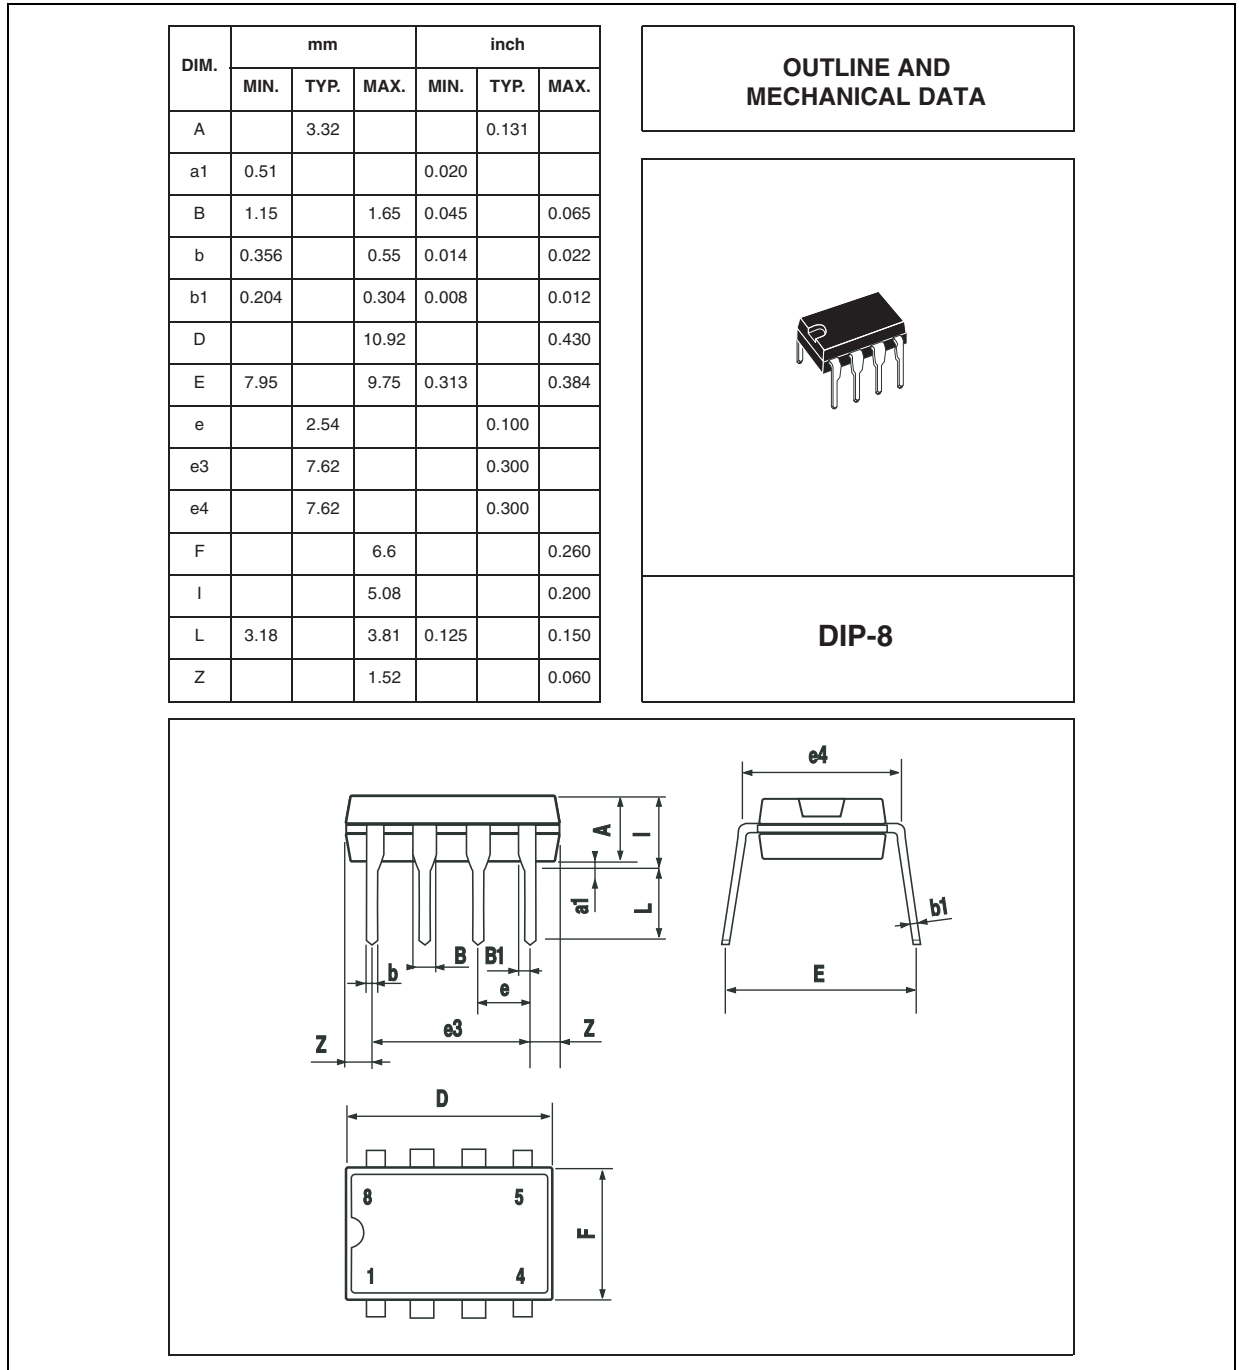 DIM. mm inch
MIN. TYP. MAX. MIN. TYP. MAX.
A 3.32 0.131
a1 0.51 0.020
B 1.15 1.65 0.045 0.065
b 0.356 0.55 0.014 0.022
b1 0.204 0.304 0.008 0.012
D 10.92 0.430
E 7.95 9.75 0.313 0.384
e 2.54 0.100
e3 7.62 0.300
e4 7.62 0.300
F 6.6 0.260
I 5.08 0.200
L 3.18 3.81 0.125 0.150
Z 1.52 0.060
OUTLINE AND
MECHANICAL DATA
DIP-8
A
I
a1
L
b
B
B1
e
e3
Z
Z
e4
b1
E
D
8
5
1
4
F